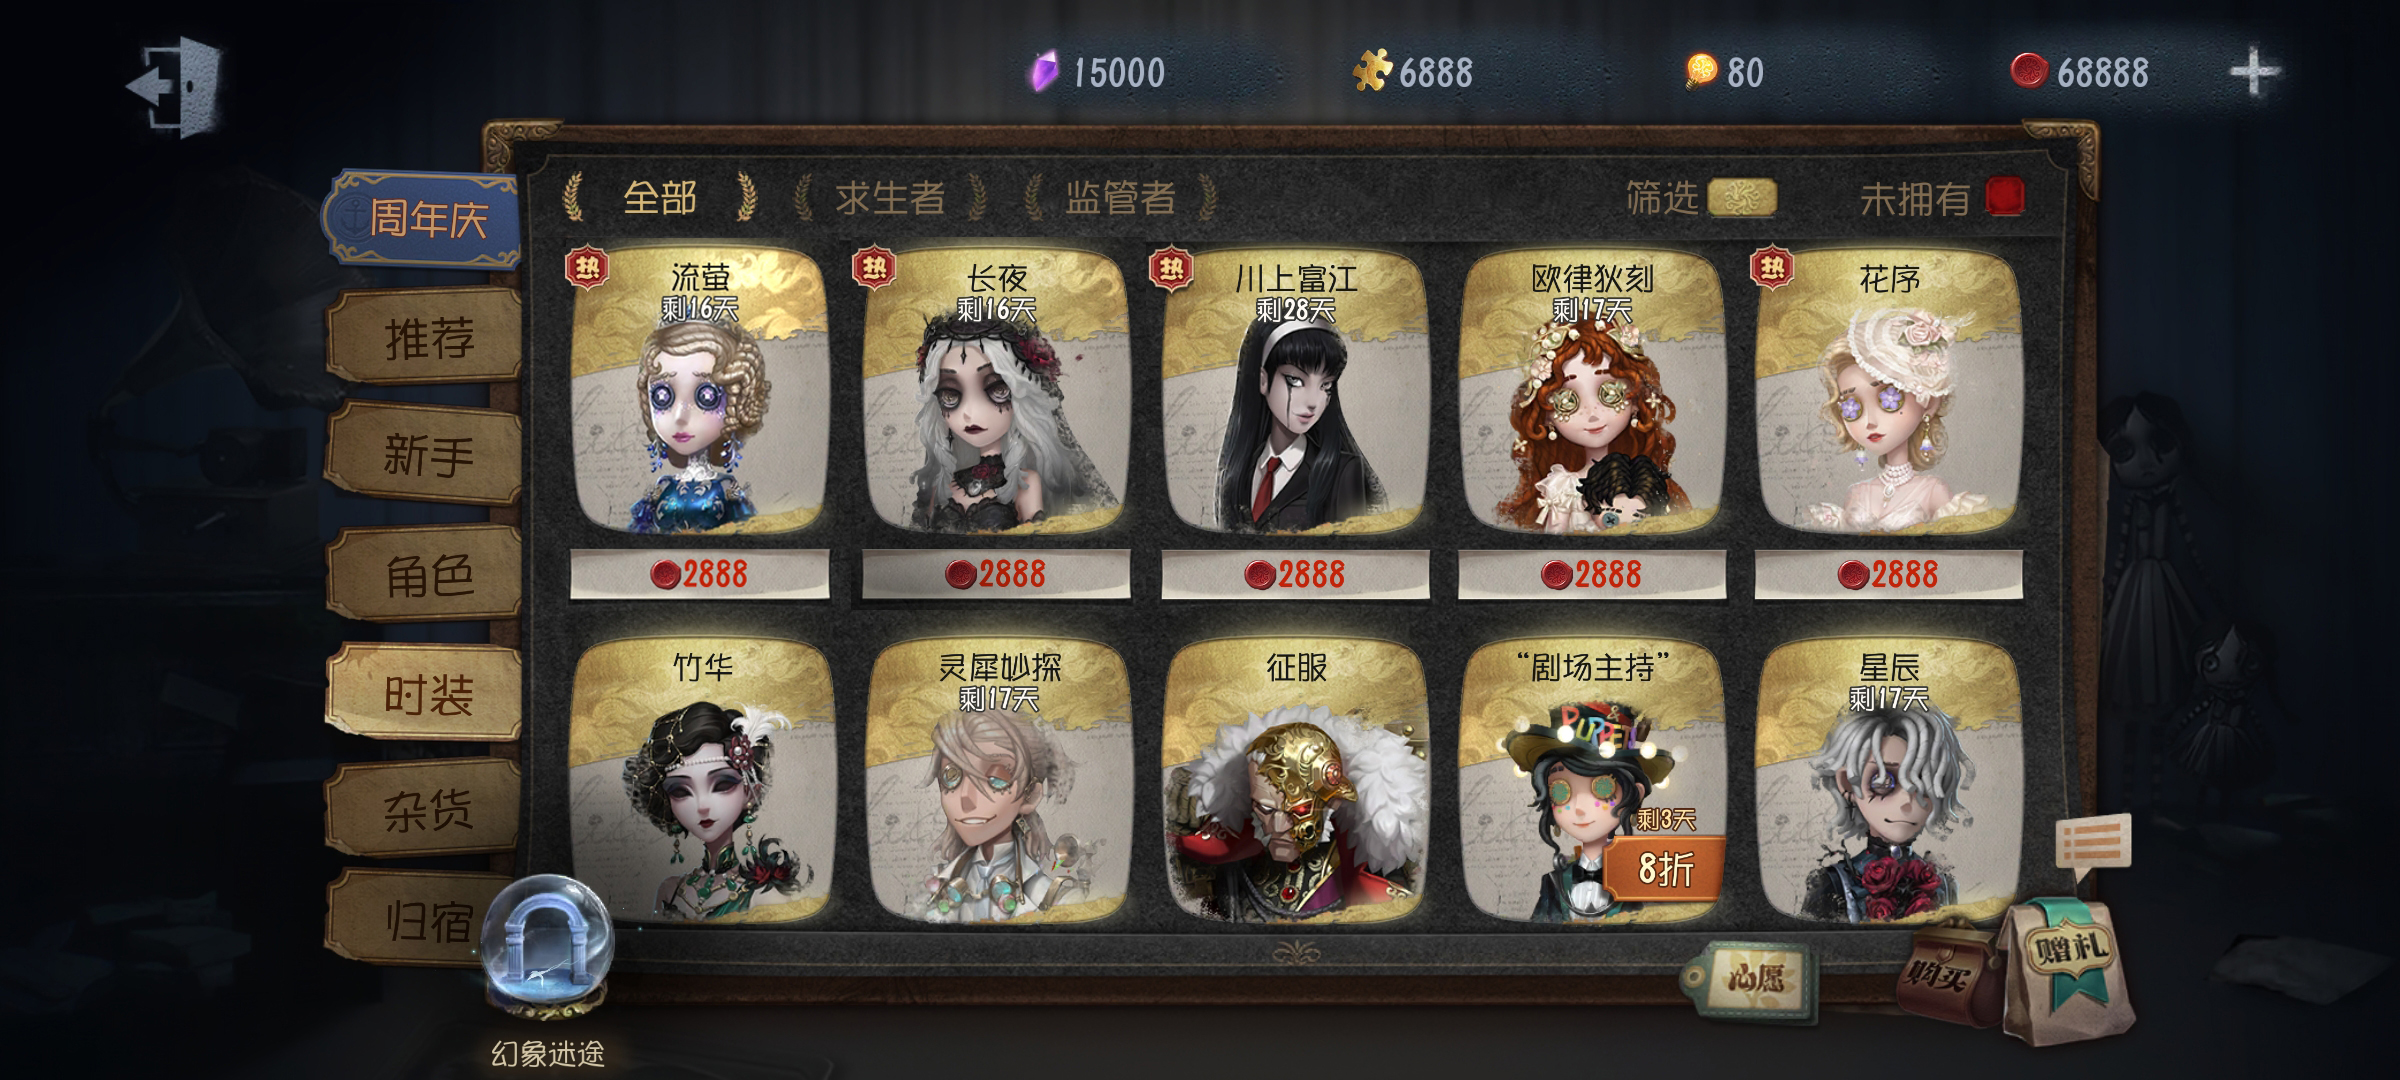 15000
6888
80
68888
周年庆
推荐
新手
角色
时装
杂货
归宿
全部
求生者
监管者
筛选
未拥有
热
流萤
剩16天
2888
热
长夜
剩16天
2888
热
川上富江
剩28天
2888
欧律狄刻
剩17天
2888
热
花序
2888
竹华
灵犀妙探
剩17天
征服
“剧场主持”
PUPPET
&
剩3天
8折
星辰
剩17天
幻象迷途
心愿
购买
赠礼